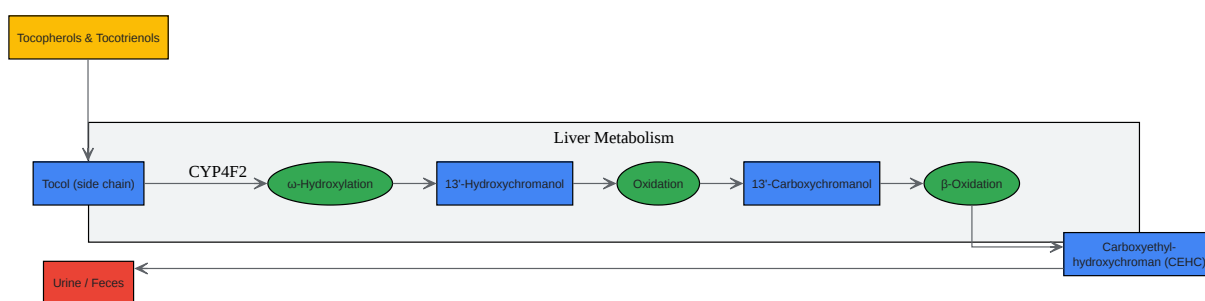 Tocopherols & Tocotrienols
Liver Metabolism
Tocol (side chain)
CYP4F2
ω-Hydroxylation
13'-Hydroxychromanol
Oxidation
13'-Carboxychromanol
β-Oxidation
Carboxyethyl-
hydroxychroman (CEHC)
Urine / Feces